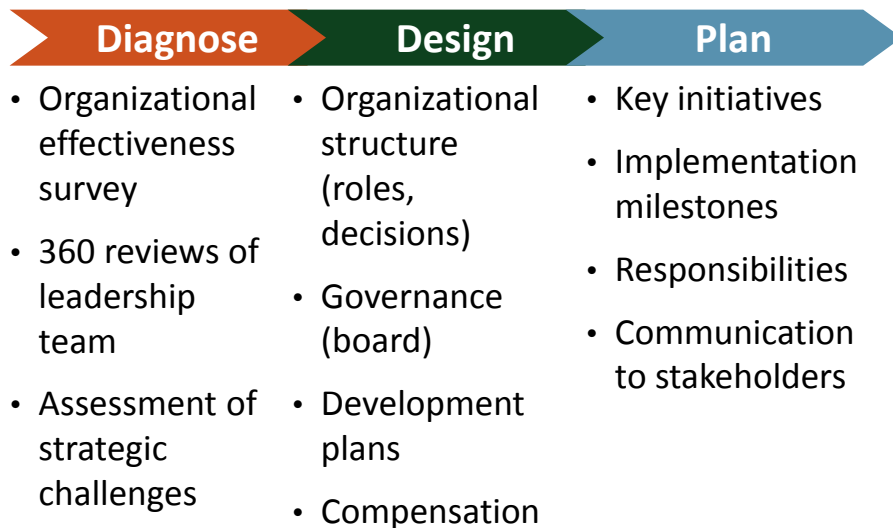 Diagnose
• Organizational
effectiveness
survey
• 360 reviews of
leadership
team
• Assessment of
strategic
challenges
Design
• Organizational
structure
(roles,
decisions)
• Governance
(board)
• Development
plans
• Compensation
Plan
• Key initiatives
• Implementation
milestones
• Responsibilities
• Communication
to stakeholders